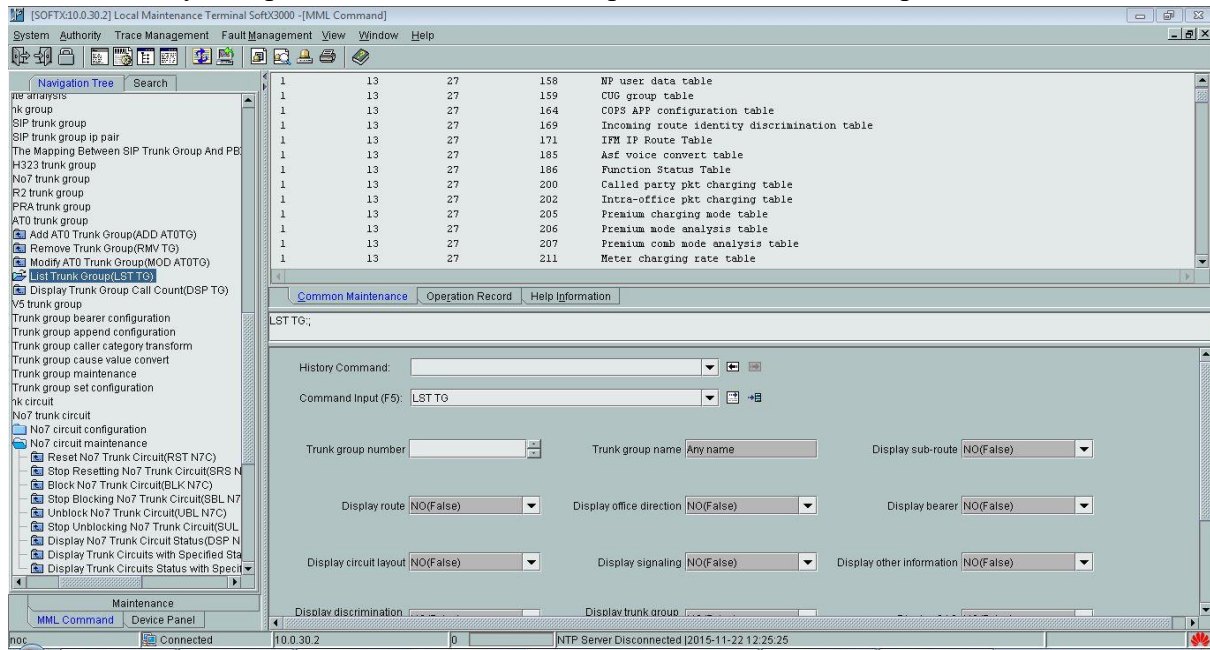 [SOFTX:10.0.30.2] Local Maintenance Terminal SoftX3000 -[MML Command]
System Authority Trace Management Fault Management View Window Help
Navigation Tree Search
nk group
SIP trunk group
SIP trunk group ip pair
The Mapping Between SIP Trunk Group And PB
H323 trunk group
No7 trunk group
R2 trunk group
PRA trunk group
AT0 trunk group
Add AT0 Trunk Group(ADD AT0TG)
Remove Trunk Group(RMV TG)
Modify AT0 Trunk Group(MOD AT0TG)
List Trunk Group(LST TG)
Display Trunk Group Call Count(DSP TG)
V5 trunk group
Trunk group bearer configuration
Trunk group append configuration
Trunk group caller category transform
Trunk group cause value convert
Trunk group maintenance
Trunk group set configuration
nk circuit
No7 trunk circuit
No7 circuit configuration
No7 circuit maintenance
Reset No7 Trunk Circuit(RST N7C)
Stop Resetting No7 Trunk Circuit(SRS N
Block No7 Trunk Circuit(BLK N7C)
Stop Blocking No7 Trunk Circuit(SBL N7
Unblock No7 Trunk Circuit(UBL N7C)
Stop Unblocking No7 Trunk Circuit(SUL
Display No7 Trunk Circuit Status(DSP N
Display Trunk Circuits with Specified Sta
Display Trunk Circuits Status with Specif
Maintenance
MML Command Device Panel
1 13 27 158 NP user data table
1 13 27 159 CUG group table
1 13 27 164 COPS APP configuration table
1 13 27 169 Incoming route identity discrimination table
1 13 27 171 IFM IP Route Table
1 13 27 185 Asf voice convert table
1 13 27 186 Function Status Table
1 13 27 200 Called party pkt charging table
1 13 27 202 Intra-office pkt charging table
1 13 27 205 Premium charging mode table
1 13 27 206 Premium mode analysis table
1 13 27 207 Premium comb mode analysis table
1 13 27 211 Meter charging rate table
Common Maintenance Operation Record Help Information
LST TG:;
History Command:
Command Input (F5): LST TG
Trunk group number Trunk group name Any name Display sub-route NO(False)
Display route NO(False) Display office direction NO(False) Display bearer NO(False)
Display circuit layout NO(False) Display signaling NO(False) Display other information NO(False)
Display discrimination Display trunk group
noc Connected 10.0.30.2 0 NTP Server Disconnected |2015-11-22 12:25:25